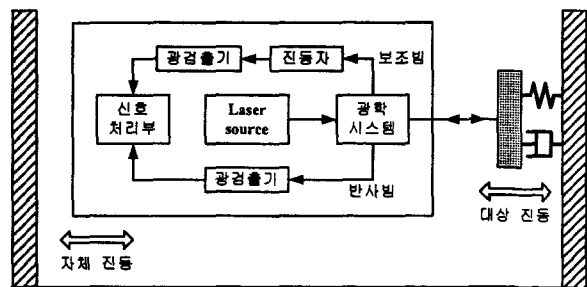 광검출기
진동자
보조빔
신호
처리부
Laser
source
광학
시스템
광검출기
반사빔
대상 진동
자체 진동